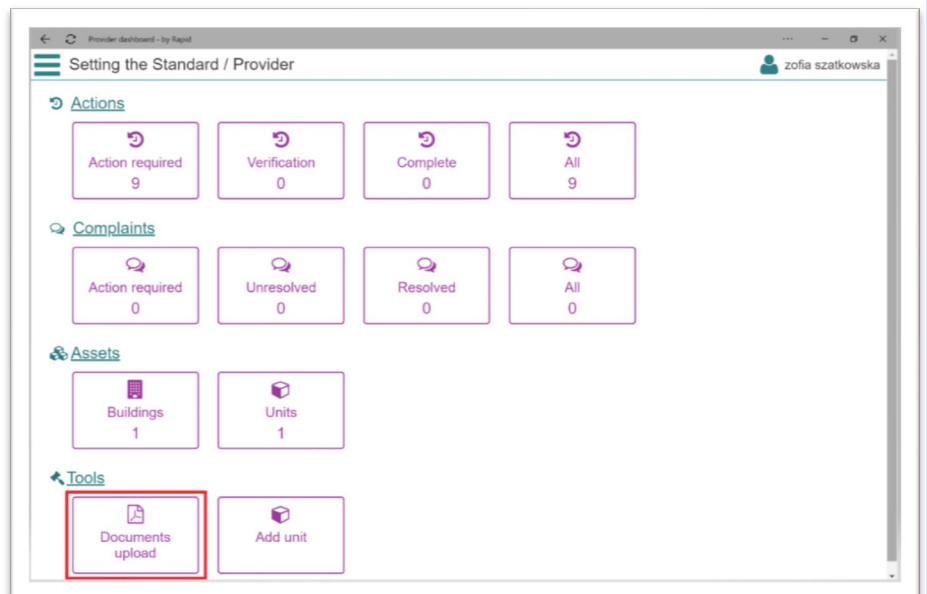 Provider dashboard - by Rapid
Setting the Standard / Provider
zofia szatkowska
Actions
Action required
9
Verification
0
Complete
0
All
9
Complaints
Action required
0
Unresolved
0
Resolved
0
All
0
Assets
Buildings
1
Units
1
Tools
Documents
upload
Add unit